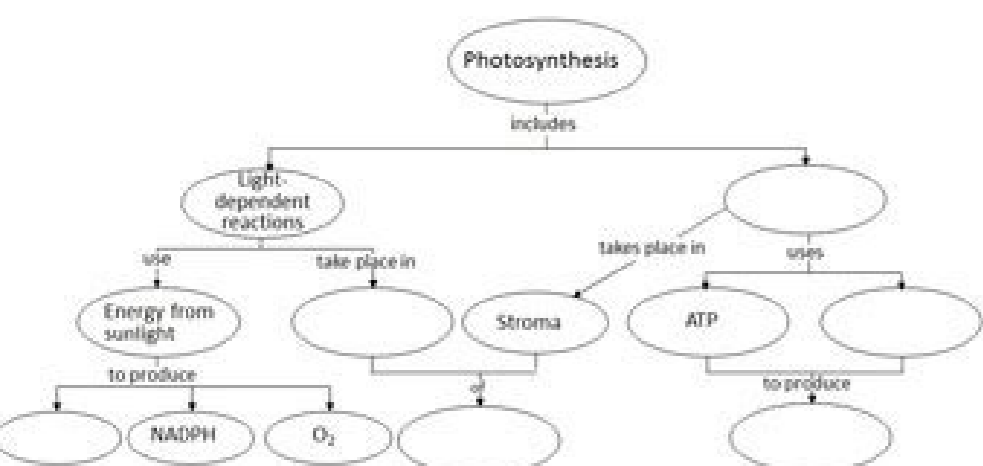 Photosynthesis
includes
Light-
dependent
reactions
use
take place in
takes place in
uses
Energy from
sunlight
Stroma
ATP
to produce
of
to produce
NADPH
O₂